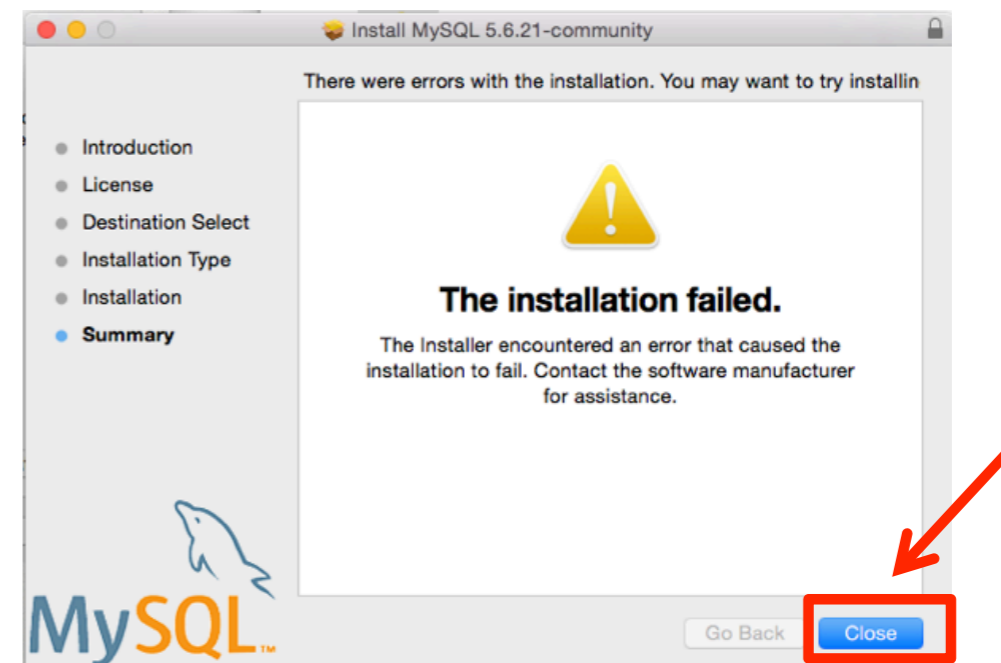 Install MySQL 5.6.21-community
There were errors with the installation. You may want to try installin
Introduction
License
Destination Select
Installation Type
Installation
Summary
The installation failed.
The Installer encountered an error that caused the
installation to fail. Contact the software manufacturer
for assistance.
MySQL™
Go Back
Close